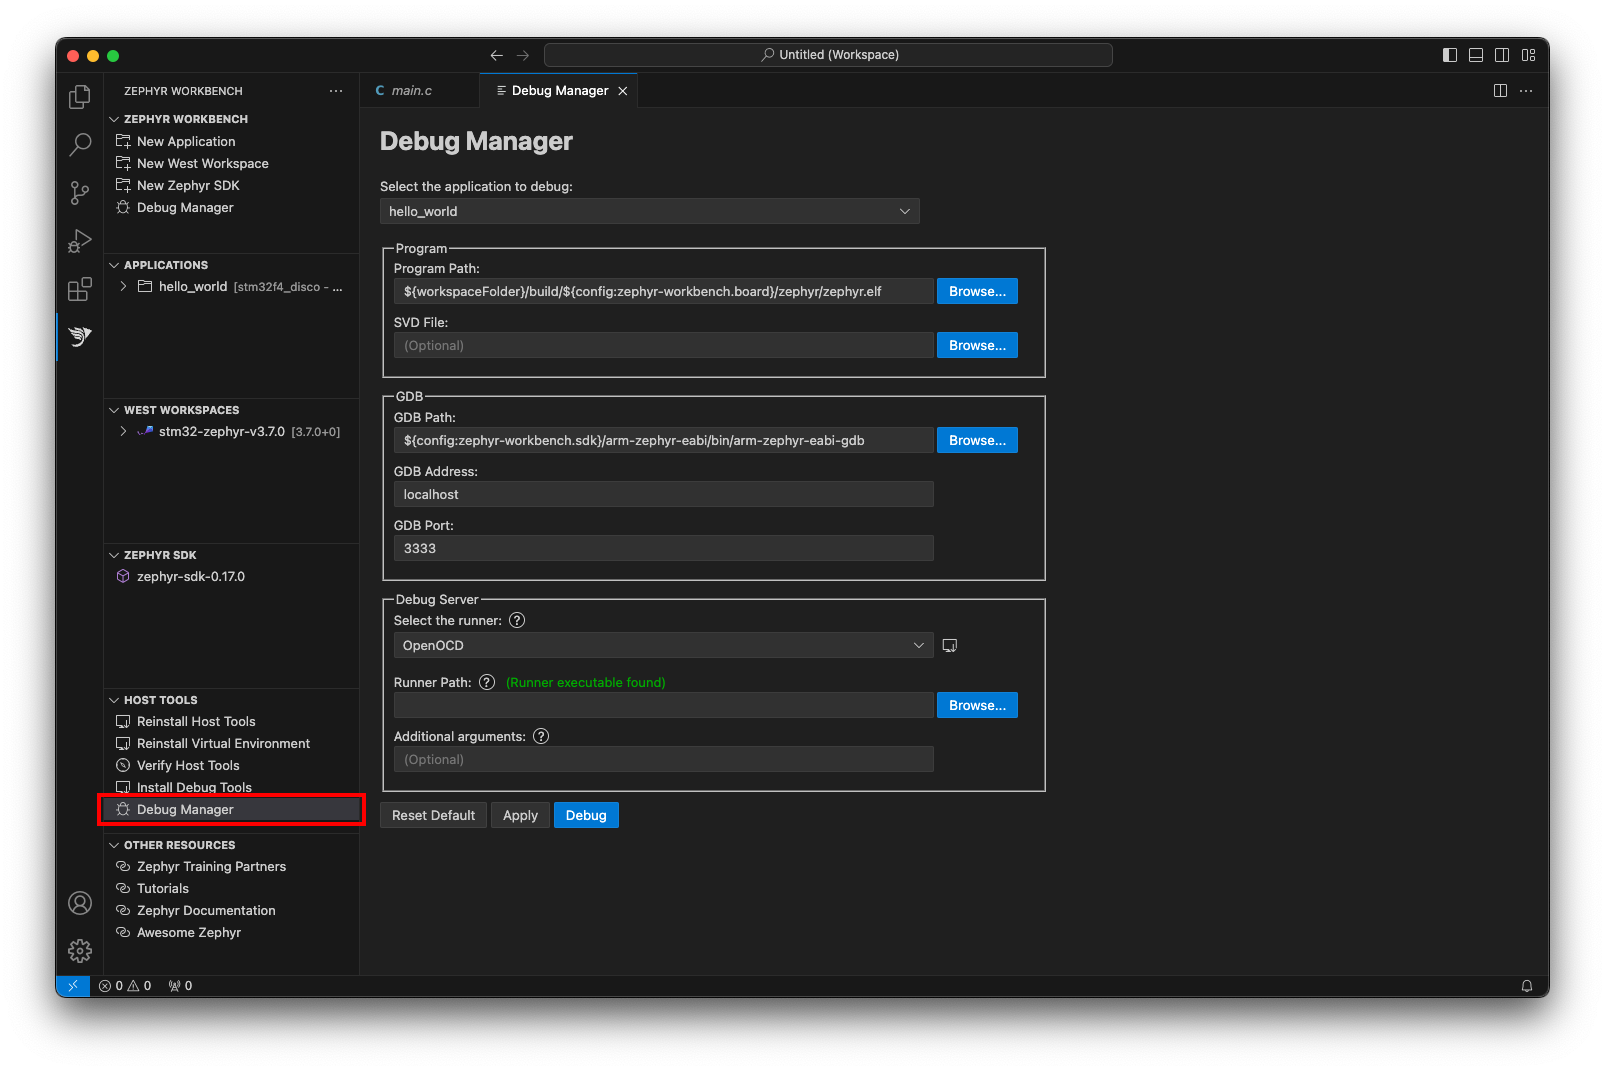 Untitled (Workspace)
ZEPHYR WORKBENCH
ZEPHYR WORKBENCH
New Application
New West Workspace
New Zephyr SDK
Debug Manager
APPLICATIONS
hello_world [stm32f4_disco - ...
WEST WORKSPACES
stm32-zephyr-v3.7.0 [3.7.0+0]
ZEPHYR SDK
zephyr-sdk-0.17.0
HOST TOOLS
Reinstall Host Tools
Reinstall Virtual Environment
Verify Host Tools
Install Debug Tools
Debug Manager
OTHER RESOURCES
Zephyr Training Partners
Tutorials
Zephyr Documentation
Awesome Zephyr
C main.c
Debug Manager
Debug Manager
Select the application to debug:
hello_world
Program
Program Path:
${workspaceFolder}/build/${config:zephyr-workbench.board}/zephyr/zephyr.elf
Browse...
SVD File:
(Optional)
Browse...
GDB
GDB Path:
${config:zephyr-workbench.sdk}/arm-zephyr-eabi/bin/arm-zephyr-eabi-gdb
Browse...
GDB Address:
localhost
GDB Port:
3333
Debug Server
Select the runner: ?
OpenOCD
Runner Path: ? (Runner executable found)
Browse...
Additional arguments: ?
(Optional)
Reset Default
Apply
Debug
0 0 0